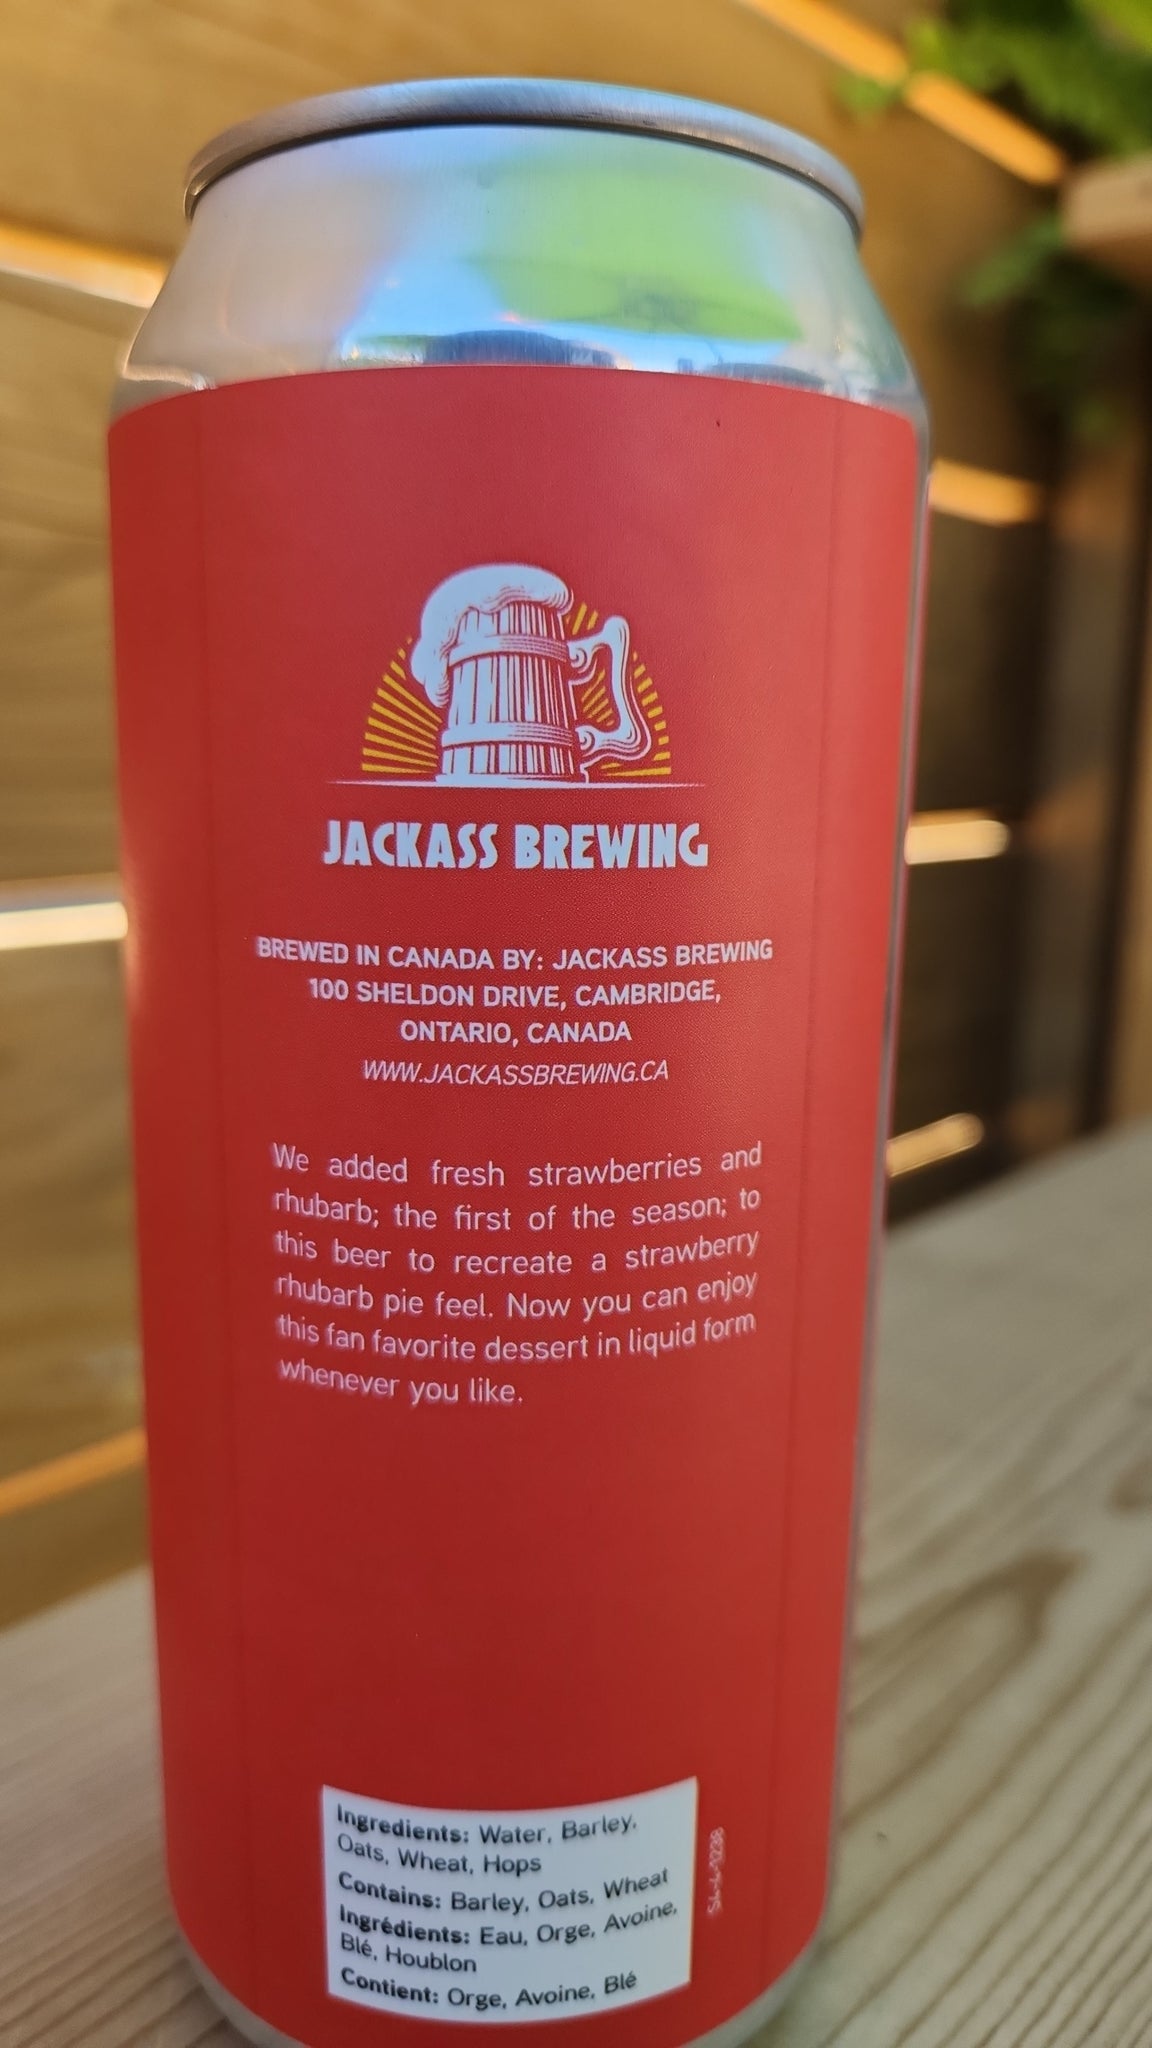 JACKASS BREWING
BREWED IN CANADA BY: JACKASS BREWING
100 SHELDON DRIVE, CAMBRIDGE,
ONTARIO, CANADA
WWW.JACKASSBREWING.CA
We added fresh strawberries and
rhubarb; the first of the season; to
this beer to recreate a strawberry
rhubarb pie feel. Now you can enjoy
this fan favorite dessert in liquid form
whenever you like.
Ingredients: Water, Barley,
Oats, Wheat, Hops
Contains: Barley, Oats, Wheat
Ingrédients: Eau, Orge, Avoine,
Blé, Houblon
Contient: Orge, Avoine, Blé